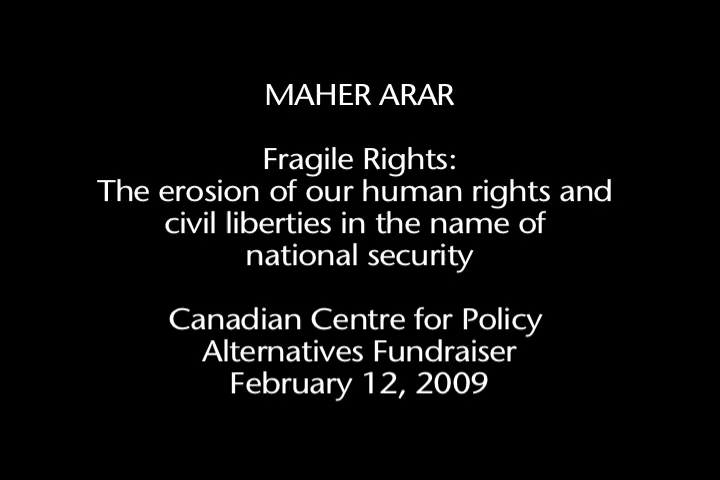 MAHER ARAR
Fragile Rights:
The erosion of our human rights and
civil liberties in the name of
national security
Canadian Centre for Policy
Alternatives Fundraiser
February 12, 2009